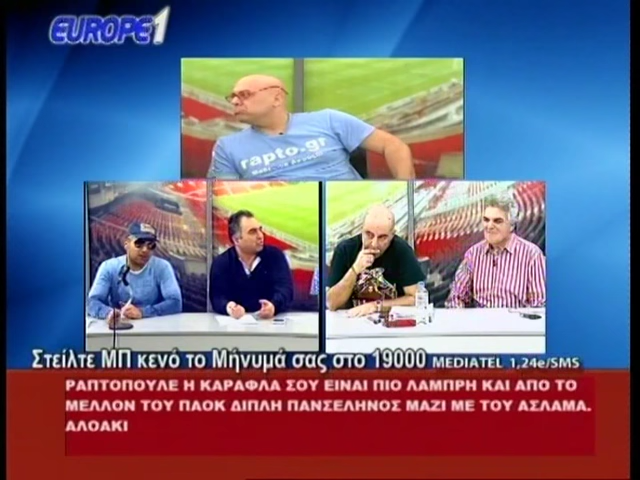 EUROPE1
rapto.gr
Στείλτε ΜΠ κενό το Μήνυμά σας στο 19000 MEDIATEL 1,24e/SMS
ΡΑΠΤΟΠΟΥΛΕ Η ΚΑΡΑΦΛΑ ΣΟΥ ΕΙΝΑΙ ΠΙΟ ΛΑΜΠΡΗ ΚΑΙ ΑΠΟ ΤΟ
ΜΕΛΛΟΝ ΤΟΥ ΠΑΟΚ ΔΙΠΛΗ ΠΑΝΣΕΛΗΝΟΣ ΜΑΖΙ ΜΕ ΤΟΥ ΑΣΛΑΜΑ.
ΑΛΟΑΚΙ